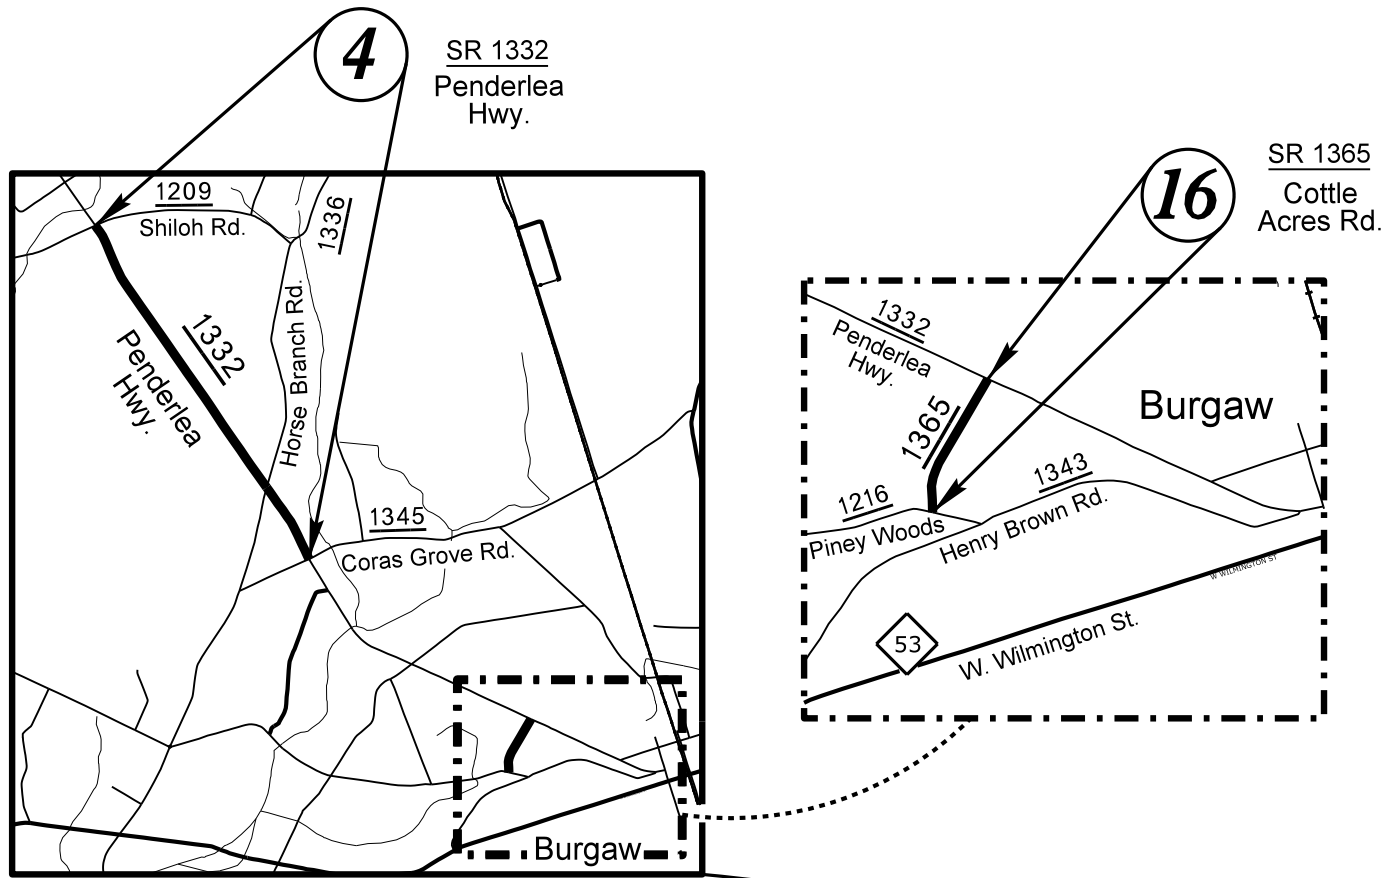 4
SR 1332
Penderlea
Hwy.
1209
Shiloh Rd.
1336
1332
Penderlea
Hwy.
Horse Branch Rd.
1345
Coras Grove Rd.
Burgaw
16
SR 1365
Cottle
Acres Rd.
1332
Penderlea
Hwy.
Burgaw
1365
1216
Piney Woods
1343
Henry Brown Rd.
W WILMINGTON ST
53
W. Wilmington St.